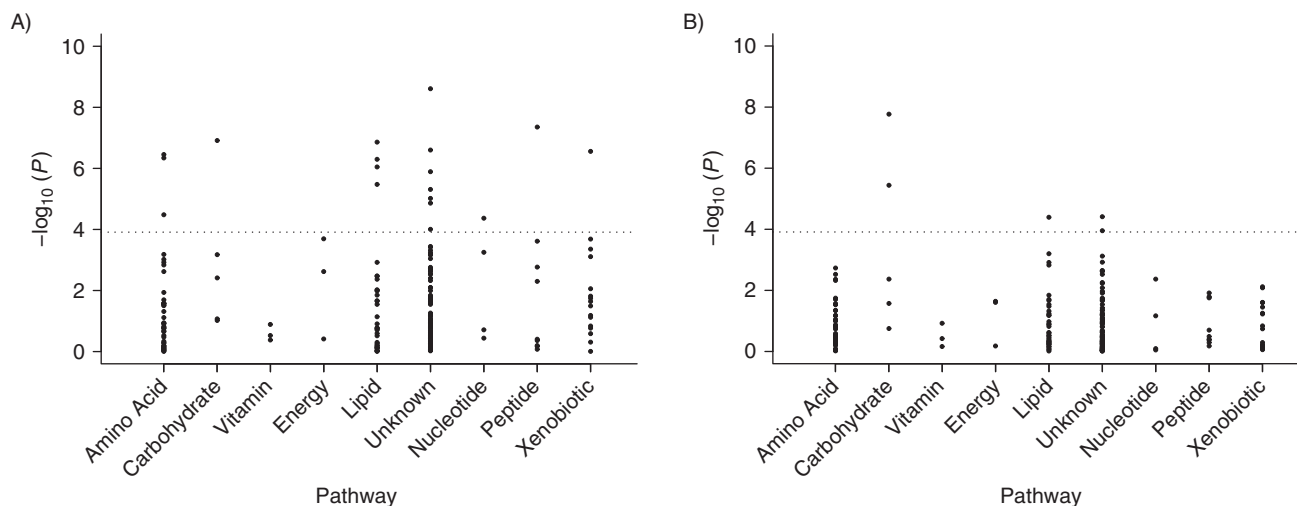 A)
10
8
6
4
2
0
−log10 (P)
Amino Acid
Carbohydrate
Vitamin
Energy
Lipid
Unknown
Nucleotide
Peptide
Xenobiotic
Pathway
B)
10
8
6
4
2
0
−log10 (P)
Amino Acid
Carbohydrate
Vitamin
Energy
Lipid
Unknown
Nucleotide
Peptide
Xenobiotic
Pathway